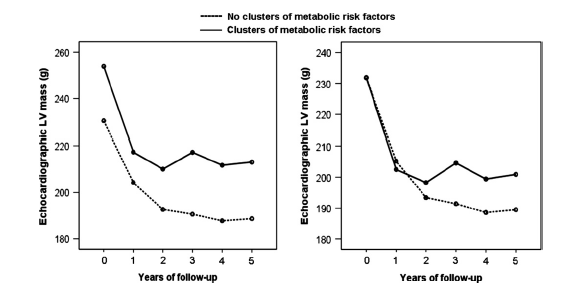 No clusters of metabolic risk factors
Clusters of metabolic risk factors
Echocardiographic LV mass (g)
260
240
220
200
180
0 1 2 3 4 5
Years of follow-up
Echocardiographic LV mass (g)
240
230
220
210
200
190
180
0 1 2 3 4 5
Years of follow-up